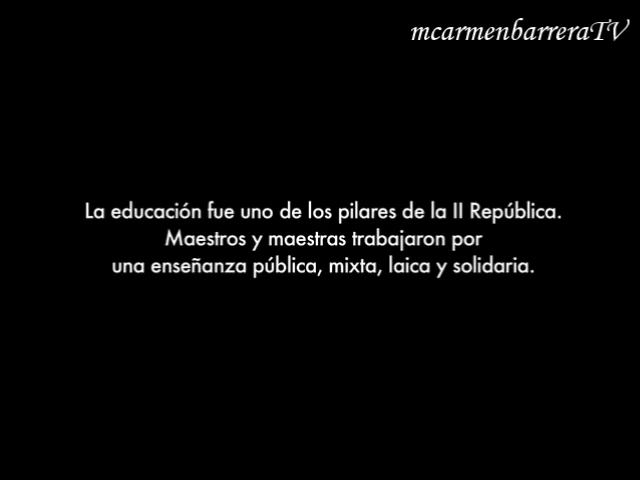 mcarmenbarreraTV
La educación fue uno de los pilares de la II República.
Maestros y maestras trabajaron por
una enseñanza pública, mixta, laica y solidaria.